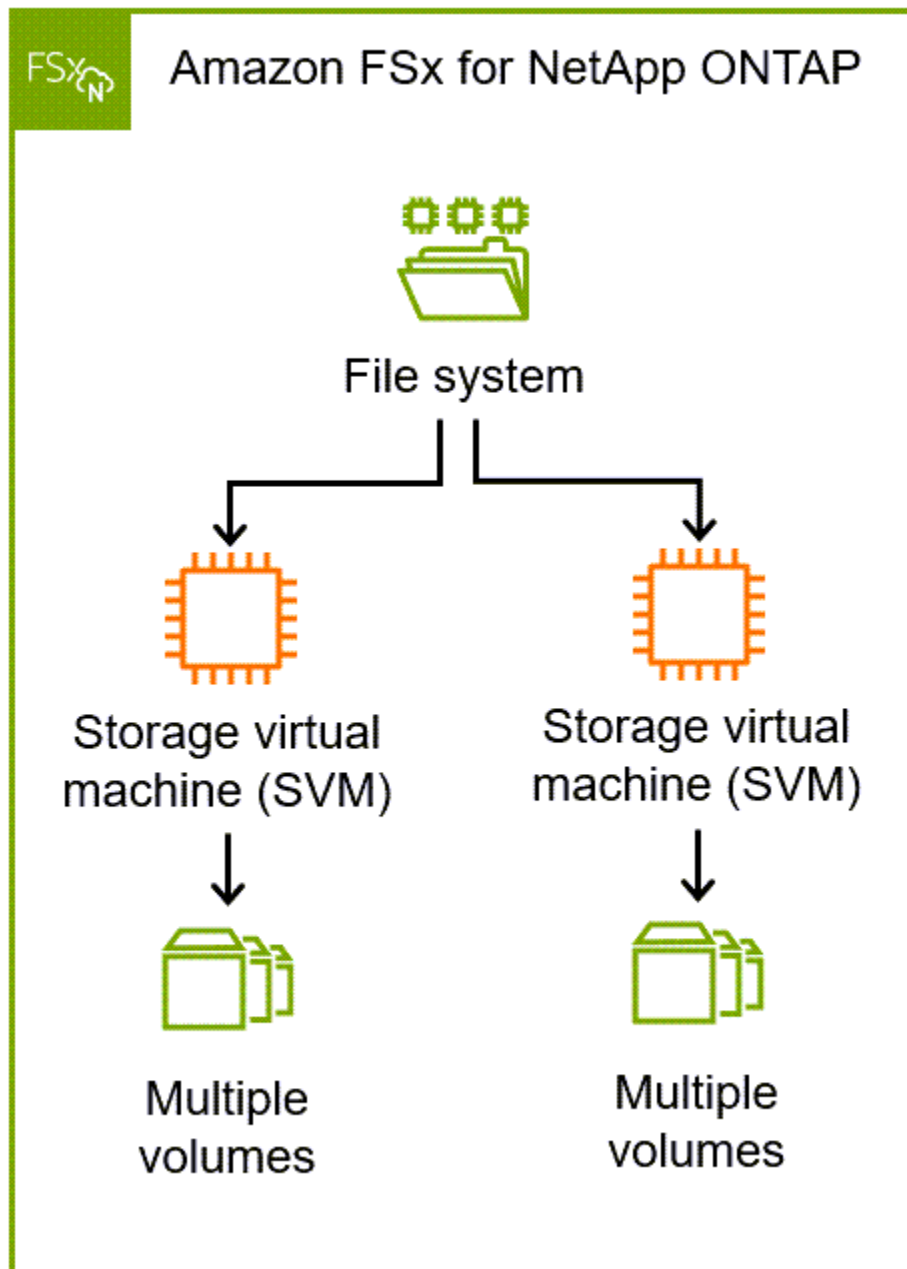 FSx
N
Amazon FSx for NetApp ONTAP
File system
Storage virtual
machine (SVM)
Storage virtual
machine (SVM)
Multiple
volumes
Multiple
volumes